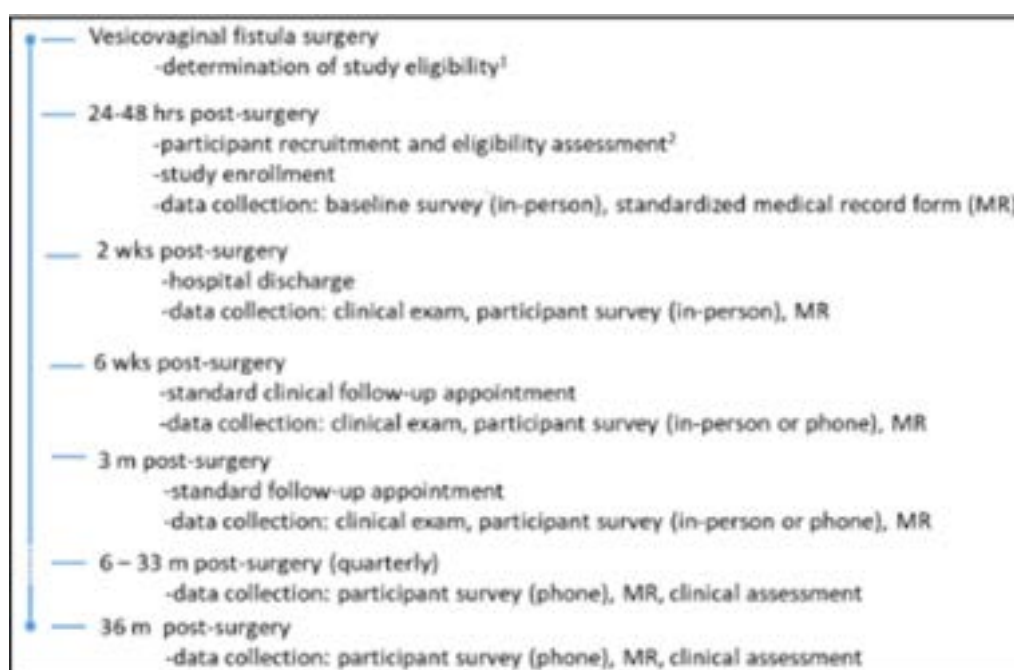 Vesicovaginal fistula surgery
-determination of study eligibility¹
24-48 hrs post-surgery
-participant recruitment and eligibility assessment²
-study enrollment
-data collection: baseline survey (in-person), standardized medical record form (MR)
2 wks post-surgery
-hospital discharge
-data collection: clinical exam, participant survey (in-person), MR
6 wks post-surgery
-standard clinical follow-up appointment
-data collection: clinical exam, participant survey (in-person or phone), MR
3 m post-surgery
-standard follow-up appointment
-data collection: clinical exam, participant survey (in-person or phone), MR
6 – 33 m post-surgery (quarterly)
-data collection: participant survey (phone), MR, clinical assessment
36 m post-surgery
-data collection: participant survey (phone), MR, clinical assessment